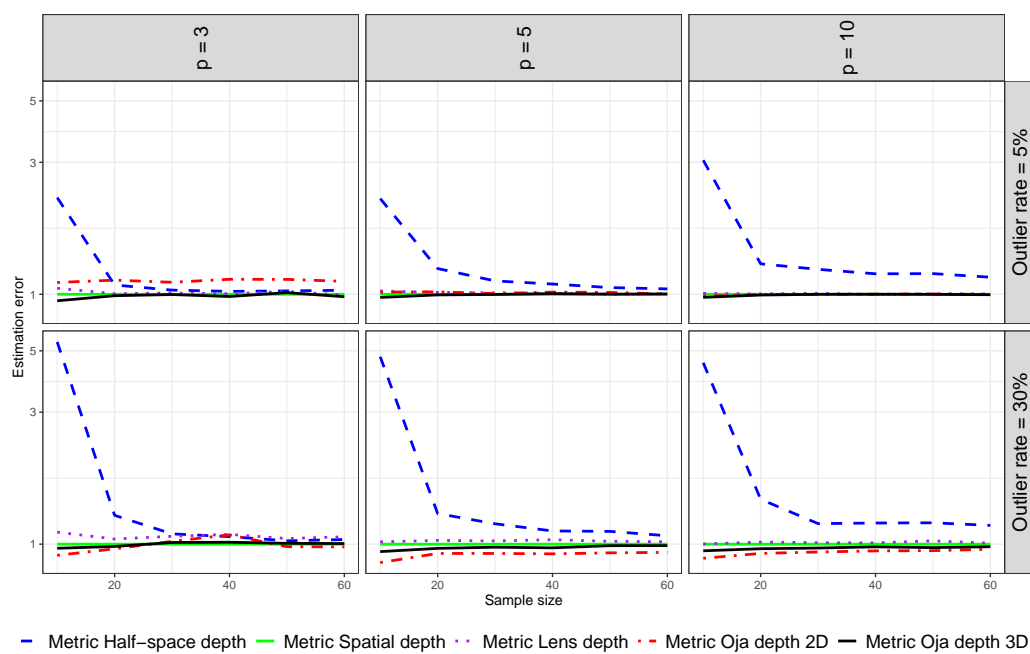 p = 3
p = 5
p = 10
5
3
1
Outlier rate = 5%
Estimation error
5
3
1
Outlier rate = 30%
20
40
60
20
40
60
20
40
60
Sample size
Metric Half−space depth
Metric Spatial depth
Metric Lens depth
Metric Oja depth 2D
Metric Oja depth 3D